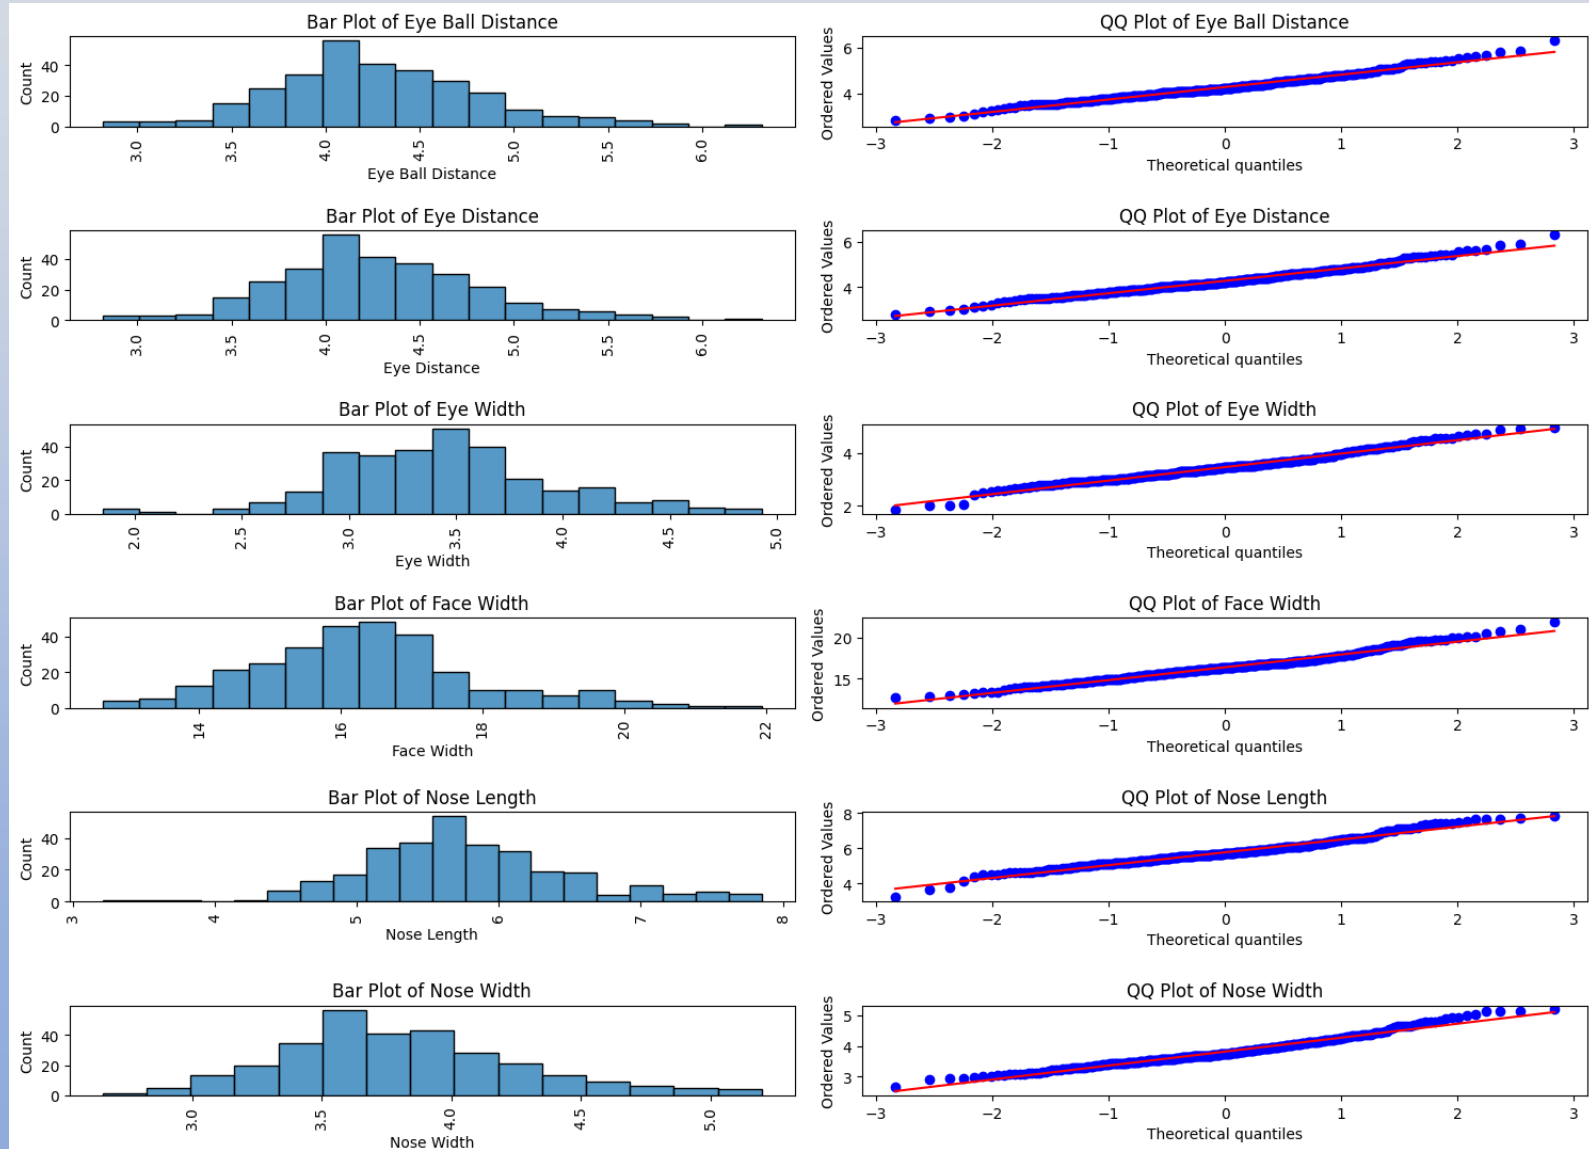 Bar Plot of Eye Ball Distance
Count
40
20
0
3.0 3.5 4.0 4.5 5.0 5.5 6.0
Eye Ball Distance
QQ Plot of Eye Ball Distance
Ordered Values
6
4
−3 −2 −1 0 1 2 3
Theoretical quantiles
Bar Plot of Eye Distance
Count
40
20
0
3.0 3.5 4.0 4.5 5.0 5.5 6.0
Eye Distance
QQ Plot of Eye Distance
Ordered Values
6
4
−3 −2 −1 0 1 2 3
Theoretical quantiles
Bar Plot of Eye Width
Count
40
20
0
2.0 2.5 3.0 3.5 4.0 4.5 5.0
Eye Width
QQ Plot of Eye Width
Ordered Values
4
2
−3 −2 −1 0 1 2 3
Theoretical quantiles
Bar Plot of Face Width
Count
40
20
0
14 16 18 20 22
Face Width
QQ Plot of Face Width
Ordered Values
20
15
−3 −2 −1 0 1 2 3
Theoretical quantiles
Bar Plot of Nose Length
Count
40
20
0
3 4 5 6 7 8
Nose Length
QQ Plot of Nose Length
Ordered Values
8
6
4
−3 −2 −1 0 1 2 3
Theoretical quantiles
Bar Plot of Nose Width
Count
40
20
0
3.0 3.5 4.0 4.5 5.0
Nose Width
QQ Plot of Nose Width
Ordered Values
5
4
3
−3 −2 −1 0 1 2 3
Theoretical quantiles